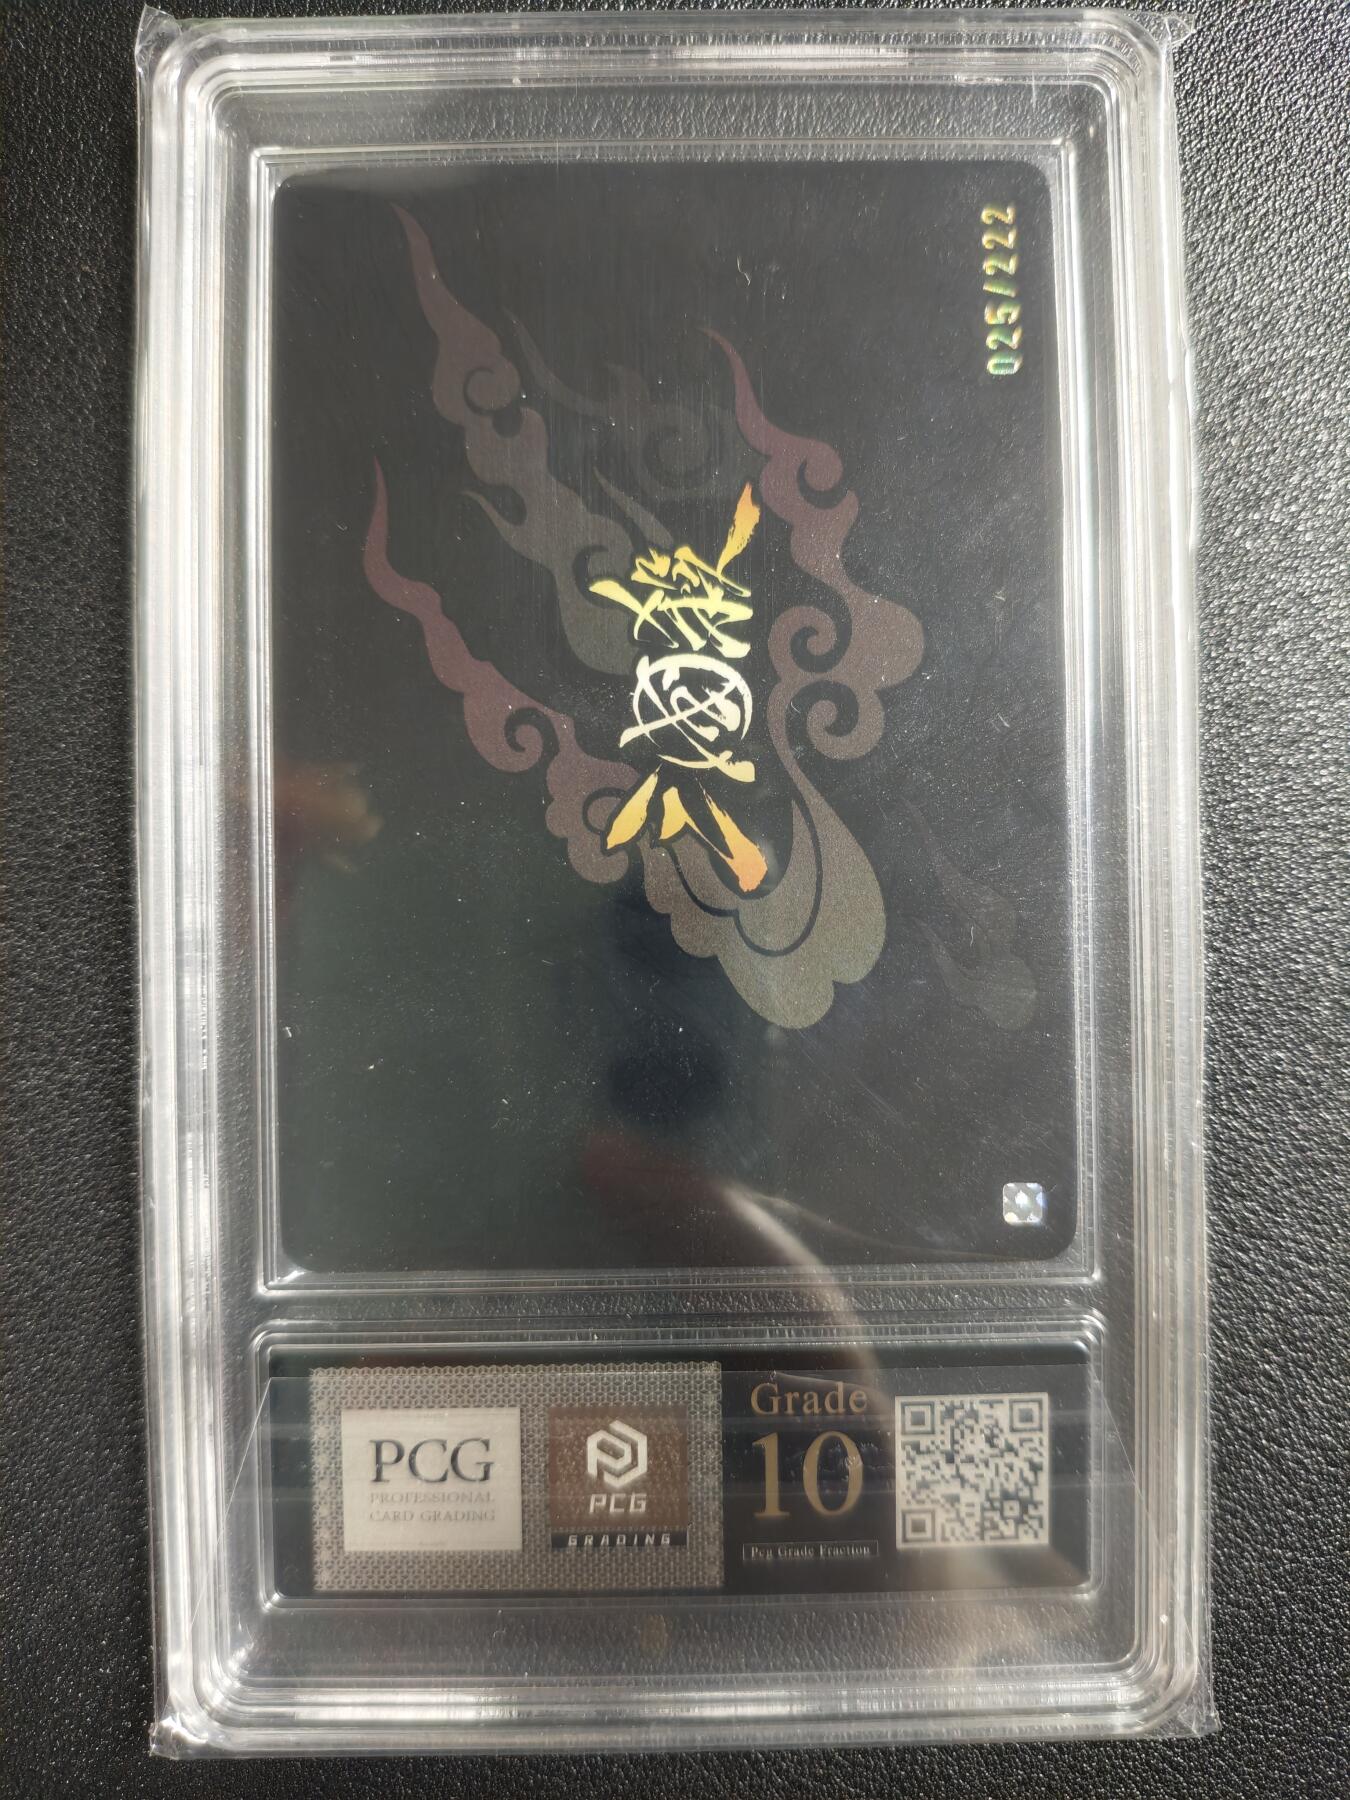 025/222
PCG
PROFESSIONAL
CARD GRADING
PCG
GRADING
Grade
10
Pcg Grade Fraction